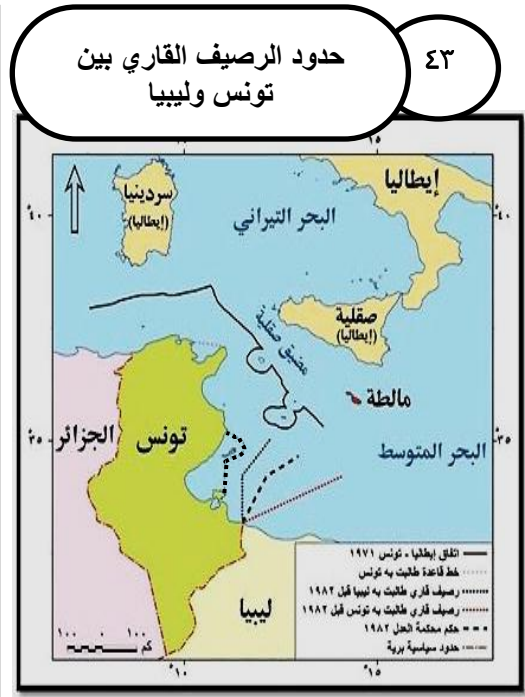 حدود الرصيف القاري بين
تونس وليبيا
٤٣
١٥
إيطاليا
سردينيا
(إيطاليا)
٤٠
٤٠
البحر التيراني
صقلية
(إيطاليا)
مضيق صقلية
مالطة
الجزائر
تونس
٣٥
٣٥
البحر المتوسط
ليبيا
اتفاق إيطاليا - تونس ١٩٧١
خط قاعدة طالبت به تونس
رصيف قاري طالبت به ليبيا قبل ١٩٨٢
رصيف قاري طالبت به تونس قبل ١٩٨٢
حكم محكمة العدل ١٩٨٢
حدود سياسية برية
١٠٠ ٠ ١٠٠
كم
١٠
١٥